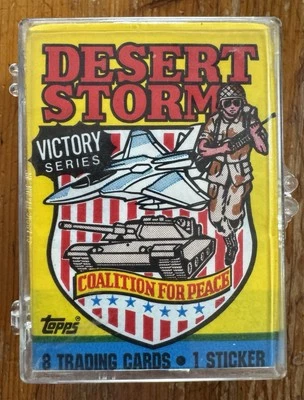 DESERT
STORM
VICTORY
SERIES
COALITION FOR PEACE
topps
8 TRADING CARDS • 1 STICKER